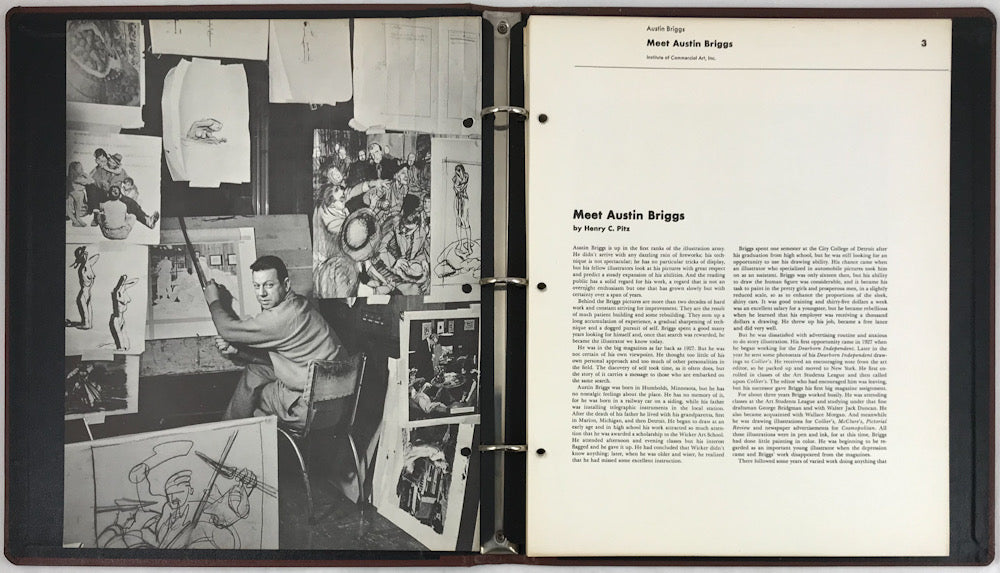 Austin Briggs
Meet Austin Briggs
3
Institute of Commercial Art, Inc.
Meet Austin Briggs
by Henry C. Pitz
Austin Briggs is up in the first ranks of the illustration army.
He didn't arrive with any dazzling rain of fireworks; his tech-
nique is not spectacular; he has no particular tricks of display,
but his fellow illustrators look at his pictures with great respect
and predict a steady expansion of his abilities. And the reading
public has a solid regard for his work, a regard that is not an
overnight enthusiasm but one that has grown slowly but with
certainty over a span of years.
Behind the Briggs pictures are more than two decades of hard
work and constant striving for improvement. They are the result
of much patient building and some rebuilding. They sum up a
long accumulation of experience, a gradual sharpening of tech-
nique and a dogged pursuit of self. Briggs spent a good many
years looking for himself and, once that search was rewarded, he
became the illustrator we know today.
He was in the big magazines as far back as 1927. But he was
not certain of his own viewpoint. He thought too little of his
own personal approach and too much of other personalities in
the field. The discovery of self took time, as it often does, but
the story of it carries a message to those who are embarked on
the same search.
Austin Briggs was born in Humboldt, Minnesota, but he has
no nostalgic feelings about the place. He has no memory of it,
for he was born in a railway car on a siding, while his father
was installing telegraphic instruments in the local station.
After the death of his father he lived with his grandparents, first
in Marion, Michigan, and then Detroit. He began to draw at an
early age and in high school his work attracted so much atten-
tion that he was awarded a scholarship to the Wicker Art School.
He attended afternoon and evening classes but his interest
flagged and he gave it up. He had concluded that Wicker didn't
know anything; later, when he was older and wiser, he realized
that he had missed some excellent instruction.
Briggs spent one semester at the City College of Detroit after
his graduation from high school, but he was still looking for an
opportunity to use his drawing ability. His chance came when
an illustrator who specialized in automobile pictures took him
on as an assistant. Briggs was only sixteen then, but his ability
to draw the human figure was considerable, and it became his
task to paint in the pretty girls and prosperous men, in a slightly
reduced scale, so as to enhance the proportions of the sleek,
shiny cars. It was good training and thirty-five dollars a week
was an excellent salary for a youngster, but he became rebellious
when he learned that his employer was receiving a thousand
dollars a drawing. He threw up his job, became a free lance
and did very well.
But he was dissatisfied with advertising routine and anxious
to do story illustration. His first opportunity came in 1927 when
he began working for the Dearborn Independent. Later in the
year he sent some photostats of his Dearborn Independent draw-
ings to Collier's. He received an encouraging note from the art
editor, so he packed up and moved to New York. He first en-
rolled in classes of the Art Students League and then called
upon Collier's. The editor who had encouraged him was leaving,
but his successor gave Briggs his first big magazine assignment.
For about three years Briggs worked busily. He was attending
classes at the Art Students League and studying under that fine
draftsman George Bridgman and with Walter Jack Duncan. He
also became acquainted with Wallace Morgan. And meanwhile
he was drawing illustrations for Collier's, McClure's, Pictorial
Review and newspaper advertisements for Cosmopolitan. All
these illustrations were in pen and ink, for at this time, Briggs
had done little painting in color. He was beginning to be re-
garded as an important young illustrator when the depression
came and Briggs' work disappeared from the magazines.
There followed some years of varied work doing anything that